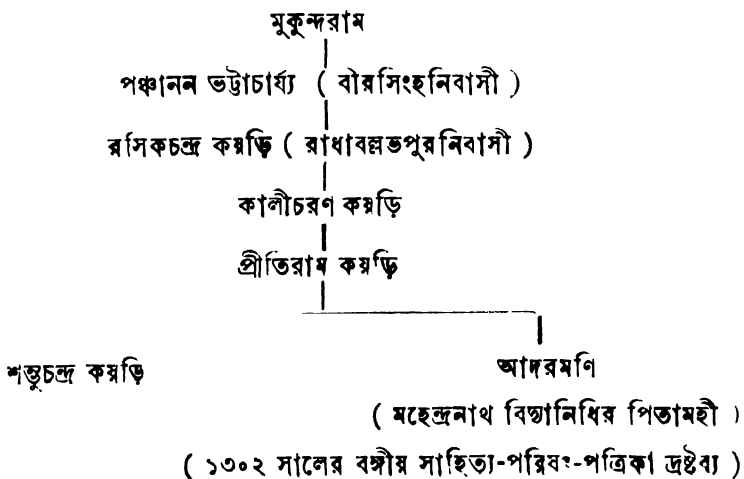 মুকুন্দরাম
পঞ্চানন ভট্টাচার্য্য ( বীরসিংহনিবাসী )
রসিকচন্দ্র কয়ড়ি ( রাধাবল্লভপুরনিবাসী )
কালীচরণ কয়ড়ি
প্রীতিরাম কয়ড়ি
শম্ভুচন্দ্র কয়ড়ি
আদরমণি
( মহেন্দ্রনাথ বিদ্যানিধির পিতামহী )
( ১৩০২ সালের বঙ্গীয় সাহিত্য-পরিষৎ-পত্রিকা দ্রষ্টব্য )